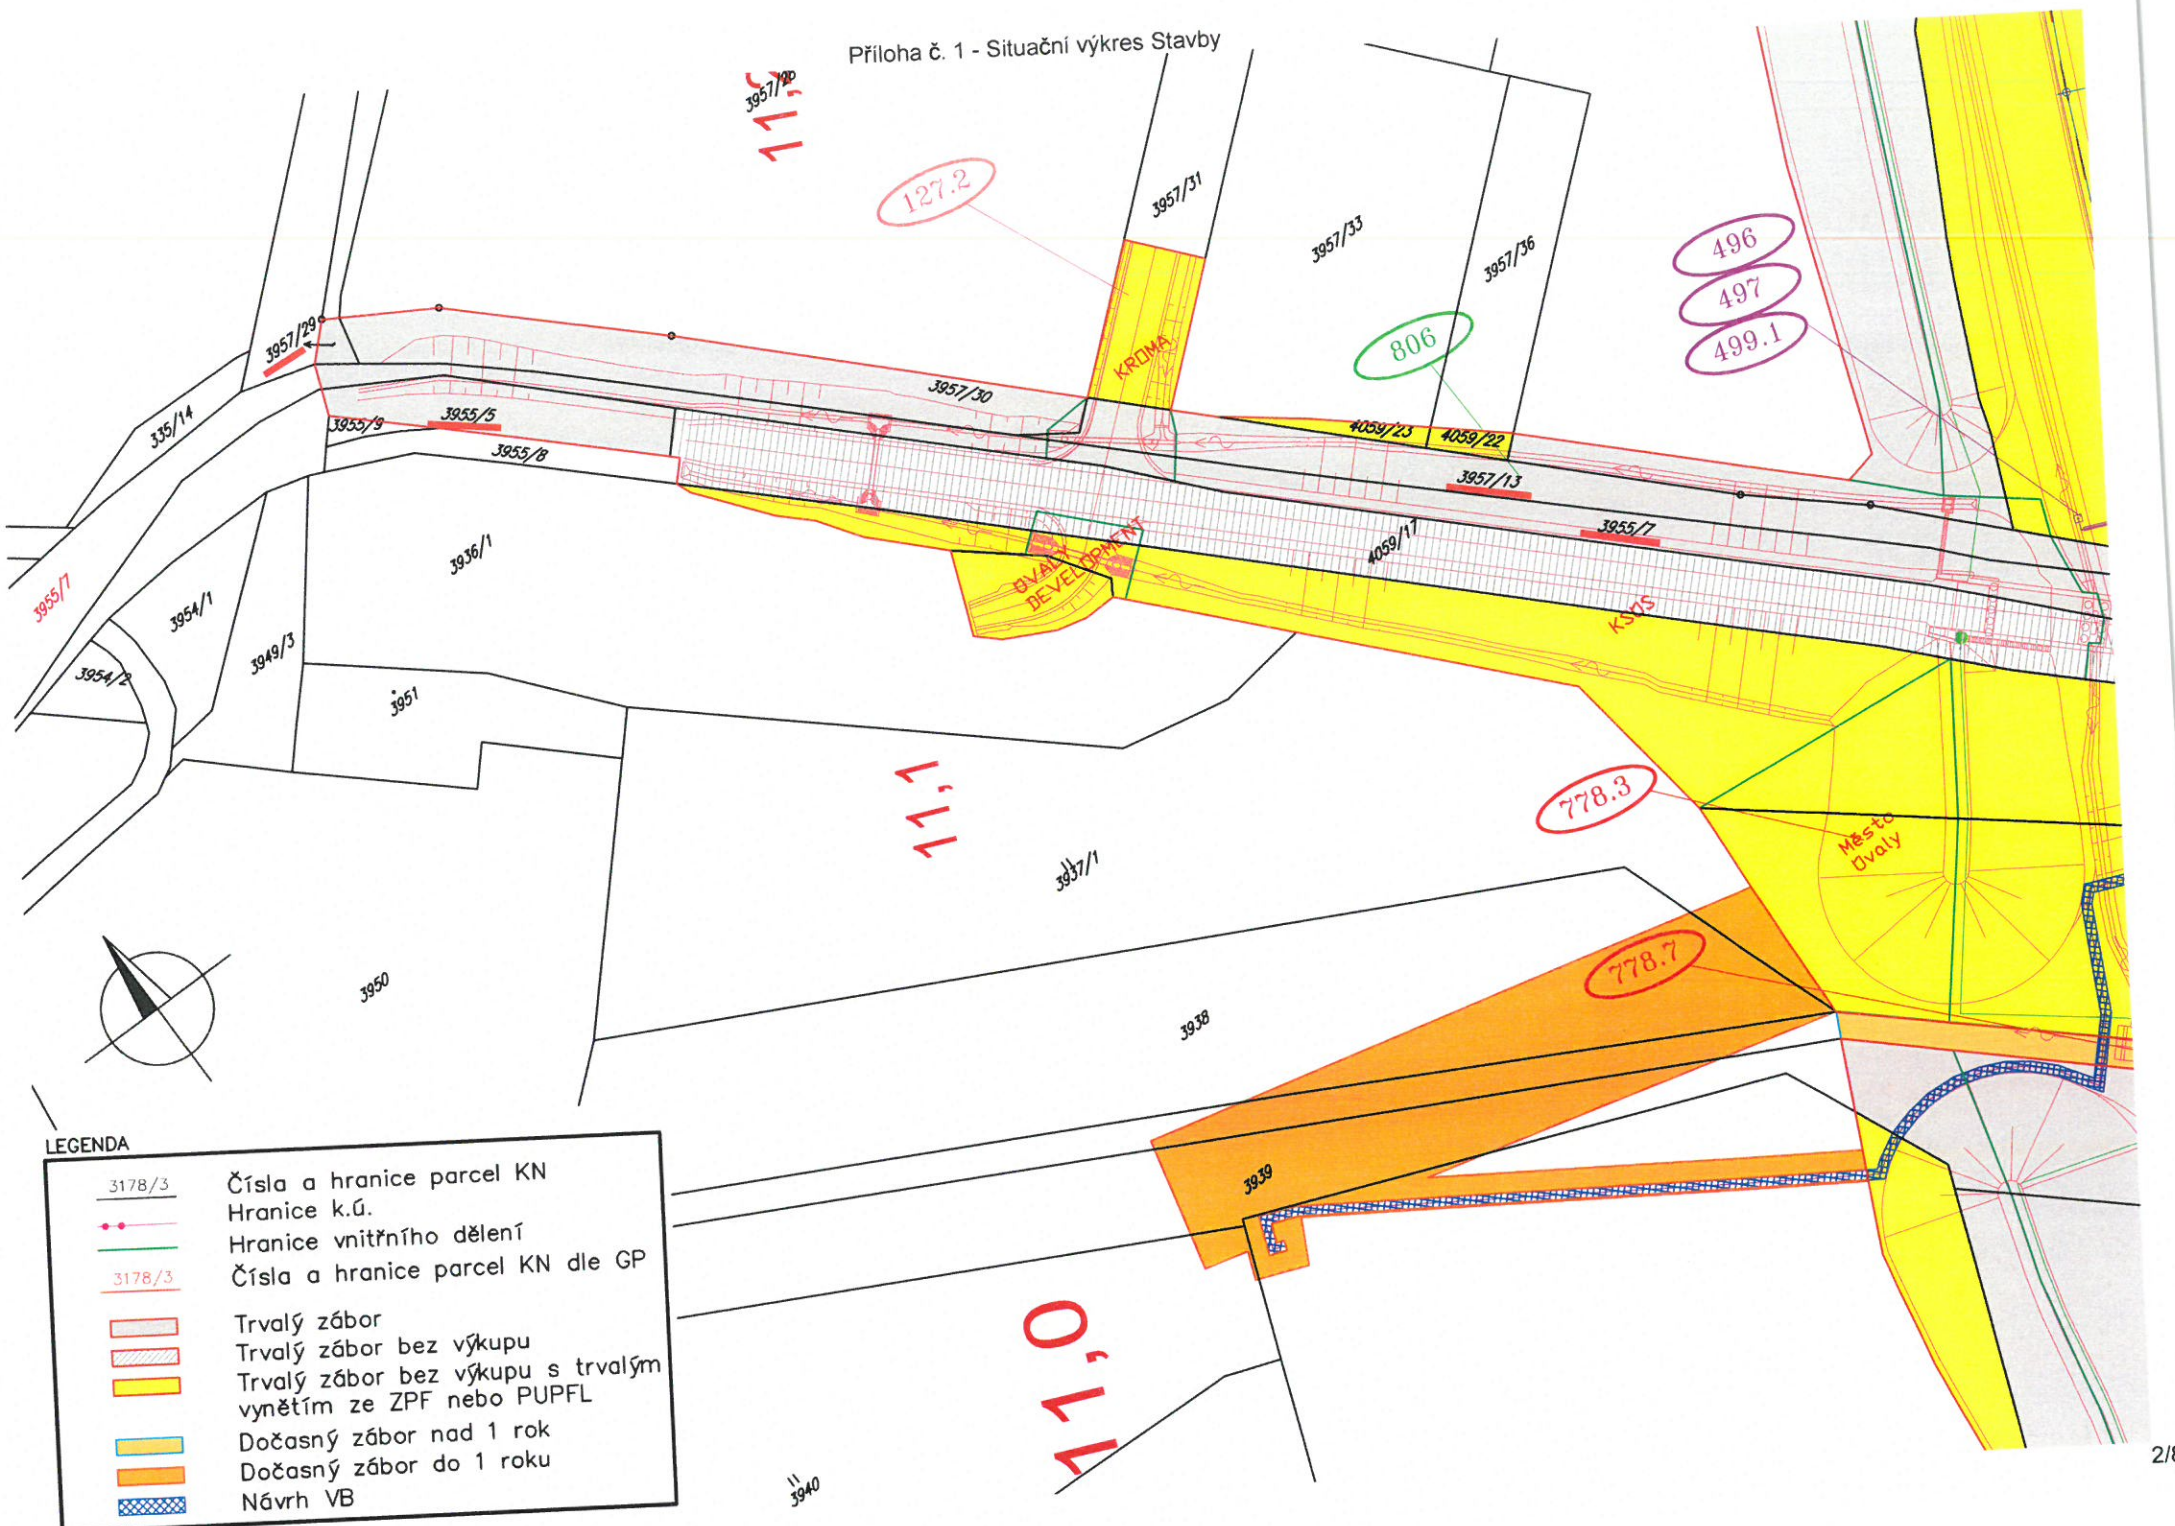 Příloha č. 1 - Situační výkres Stavby
3957/29
127.2
3957/31
3957/33
3957/36
496
497
499.1
806
3957/29
335/14
KROMA
3957/30
3955/9
3955/5
3955/8
4059/23
4059/22
3957/13
3955/7
4059/17
3936/1
ÚVALY
DEVELOPMENT
KSÚS
3955/7
3954/1
3949/3
3954/2
3951
11,1
778.3
Město
Úvaly
3937/1
778.7
3950
3938
3939
11,0
3940
LEGENDA
3178/3 Čísla a hranice parcel KN
Hranice k.ú.
Hranice vnitřního dělení
3178/3 Čísla a hranice parcel KN dle GP
Trvalý zábor
Trvalý zábor bez výkupu
Trvalý zábor bez výkupu s trvalým
vynětím ze ZPF nebo PUPFL
Dočasný zábor nad 1 rok
Dočasný zábor do 1 roku
Návrh VB